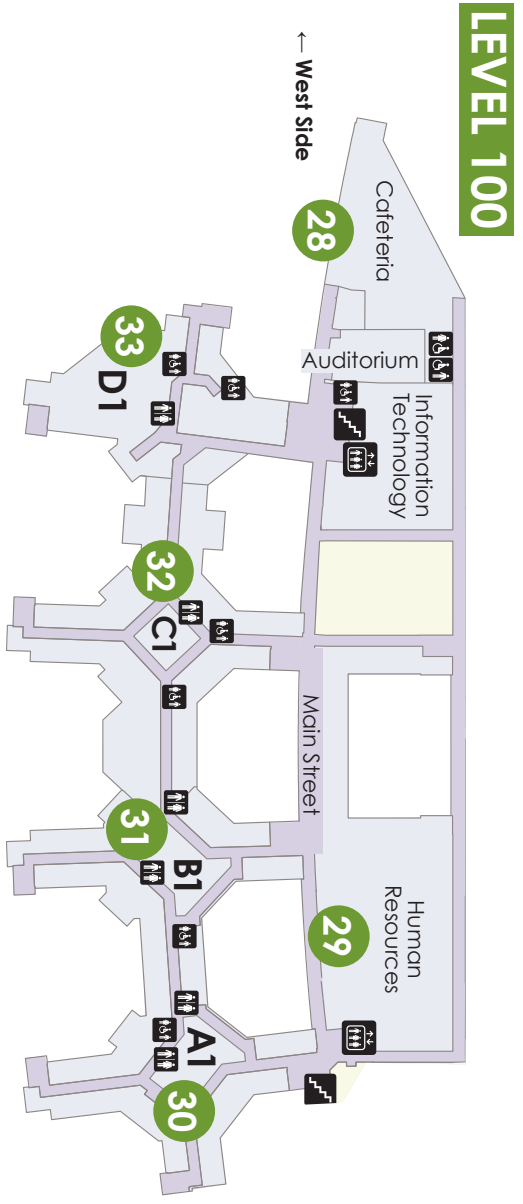 LEVEL 100
← West Side
Cafeteria
28
Auditorium
Information
Technology
33
D1
32
C1
Main Street
31
B1
29
Human
Resources
A1
30